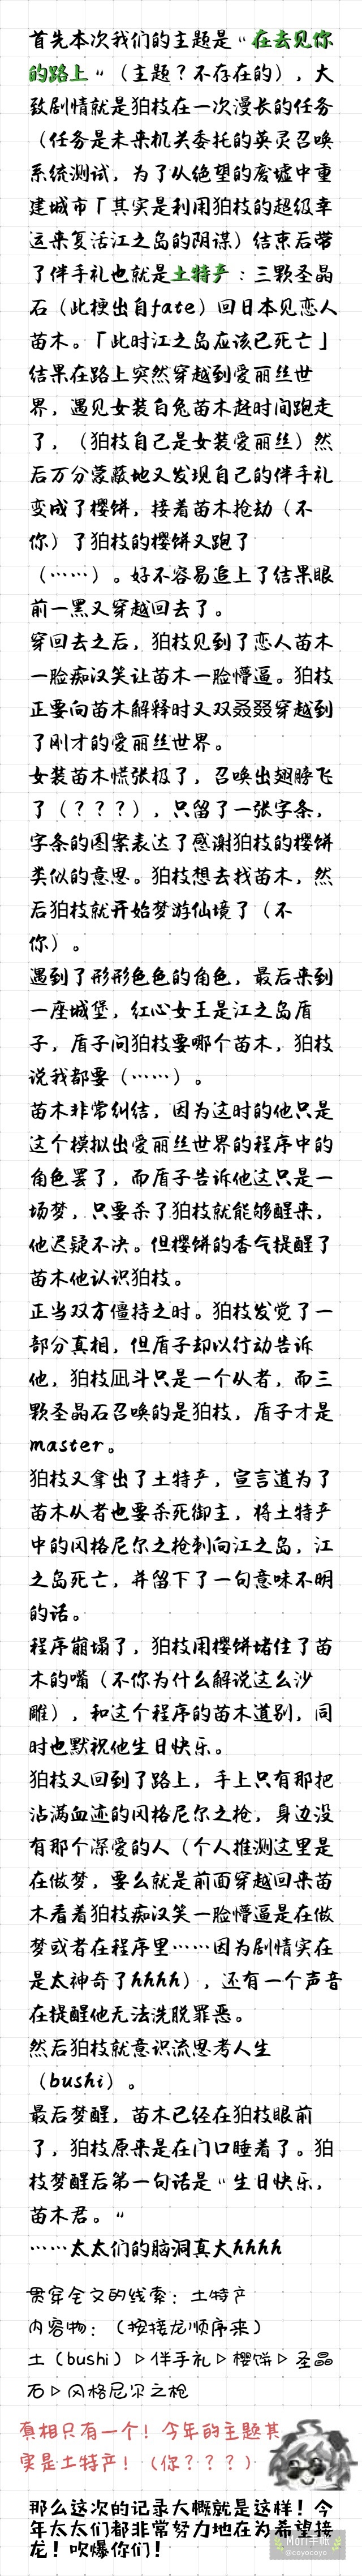 首先本次我们的主题是“在去见你
的路上”（主题？不存在的），大
致剧情就是狛枝在一次漫长的任务
（任务是未来机关委托的英灵召唤
系统测试，为了从绝望的废墟中重
建城市「其实是利用狛枝的超级幸
运来复活江之岛的阴谋）结束后带
了伴手礼也就是土特产：三颗圣晶
石（此梗出自fate）回日本见恋人
苗木。「此时江之岛应该已死亡」
结果在路上突然穿越到爱丽丝世
界，遇见女装白兔苗木赶时间跑走
了，（狛枝自己是女装爱丽丝）然
后万分蒙蔽地又发现自己的伴手礼
变成了樱饼，接着苗木抢劫（不
你）了狛枝的樱饼又跑了
（……）。好不容易追上了结果眼
前一黑又穿越回去了。
穿回去之后，狛枝见到了恋人苗木
一脸痴汉笑让苗木一脸懵逼。狛枝
正要向苗木解释时又双叒叕穿越到
了刚才的爱丽丝世界。
女装苗木慌张极了，召唤出翅膀飞
了（？？？），只留了一张字条，
字条的图案表达了感谢狛枝的樱饼
类似的意思。狛枝想去找苗木，然
后狛枝就开始梦游仙境了（不
你）。
遇到了形形色色的角色，最后来到
一座城堡，红心女王是江之岛盾
子，盾子问狛枝要哪个苗木，狛枝
说我都要（……）。
苗木非常纠结，因为这时的他只是
这个模拟出爱丽丝世界的程序中的
角色罢了，而盾子告诉他这只是一
场梦，只要杀了狛枝就能够醒来，
他迟疑不决。但樱饼的香气提醒了
苗木他认识狛枝。
正当双方僵持之时。狛枝发觉了一
部分真相，但盾子却以行动告诉
他，狛枝凪斗只是一个从者，而三
颗圣晶石召唤的是狛枝，盾子才是
master。
狛枝又拿出了土特产，宣言道为了
苗木从者也要杀死御主，将土特产
中的冈格尼尔之枪刺向江之岛，江
之岛死亡，并留下了一句意味不明
的话。
程序崩塌了，狛枝用樱饼堵住了苗
木的嘴（不你为什么解说这么沙
雕），和这个程序的苗木道别，同
时也默祝他生日快乐。
狛枝又回到了路上，手上只有那把
沾满血迹的冈格尼尔之枪，身边没
有那个深爱的人（个人推测这里是
在做梦，要么就是前面穿越回来苗
木看着狛枝痴汉笑一脸懵逼是在做
梦或者在程序里……因为剧情实在
是太神奇了hhhh），还有一个声音
在提醒他无法洗脱罪恶。
然后狛枝就意识流思考人生
（bushi）。
最后梦醒，苗木已经在狛枝眼前
了，狛枝原来是在门口睡着了。狛
枝梦醒后第一句话是“生日快乐，
苗木君。”
……太太们的脑洞真大hhhh
贯穿全文的线索：土特产
内容物：（按接龙顺序来）
土（bushi）▷伴手礼▷樱饼▷圣晶
石▷冈格尼尔之枪
真相只有一个！今年的主题其
实是土特产！（你？？？）
那么这次的记录大概就是这样！今
年太太们都非常努力地在为希望接
龙！吹爆你们！
Mori手帐
@coyocoyo